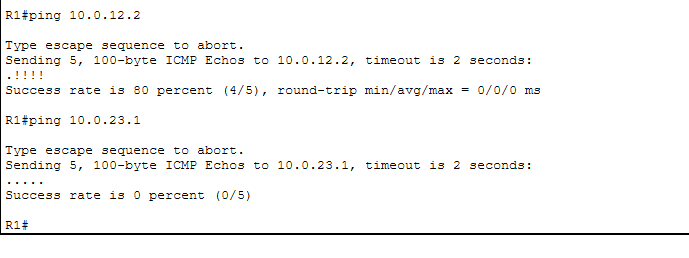 R1#ping 10.0.12.2
Type escape sequence to abort.
Sending 5, 100-byte ICMP Echos to 10.0.12.2, timeout is 2 seconds:
.!!!!
Success rate is 80 percent (4/5), round-trip min/avg/max = 0/0/0 ms
R1#ping 10.0.23.1
Type escape sequence to abort.
Sending 5, 100-byte ICMP Echos to 10.0.23.1, timeout is 2 seconds:
.....
Success rate is 0 percent (0/5)
R1#